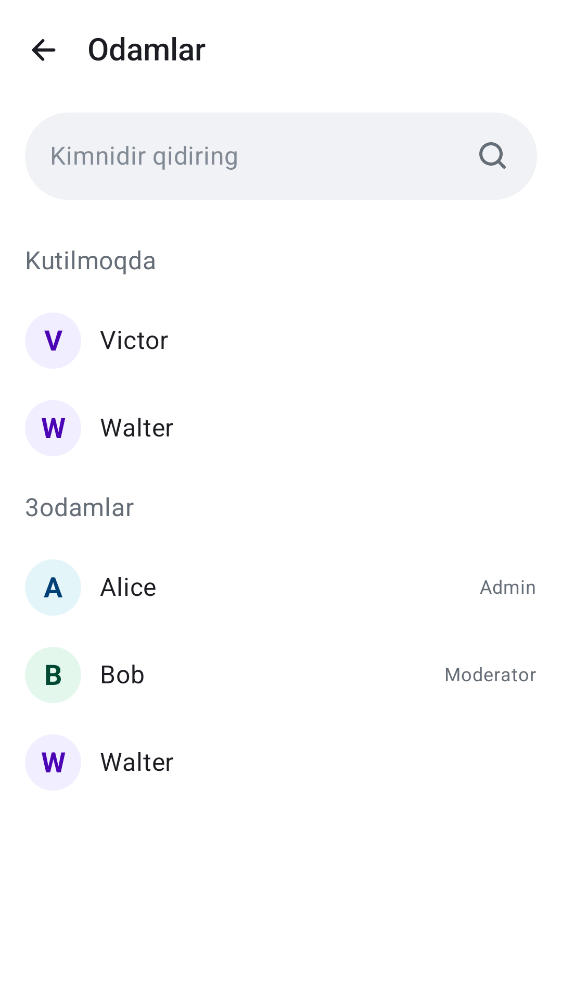 Odamlar
Kimnidir qidiring
Kutilmoqda
V Victor
W Walter
3odamlar
A Alice Admin
B Bob Moderator
W Walter